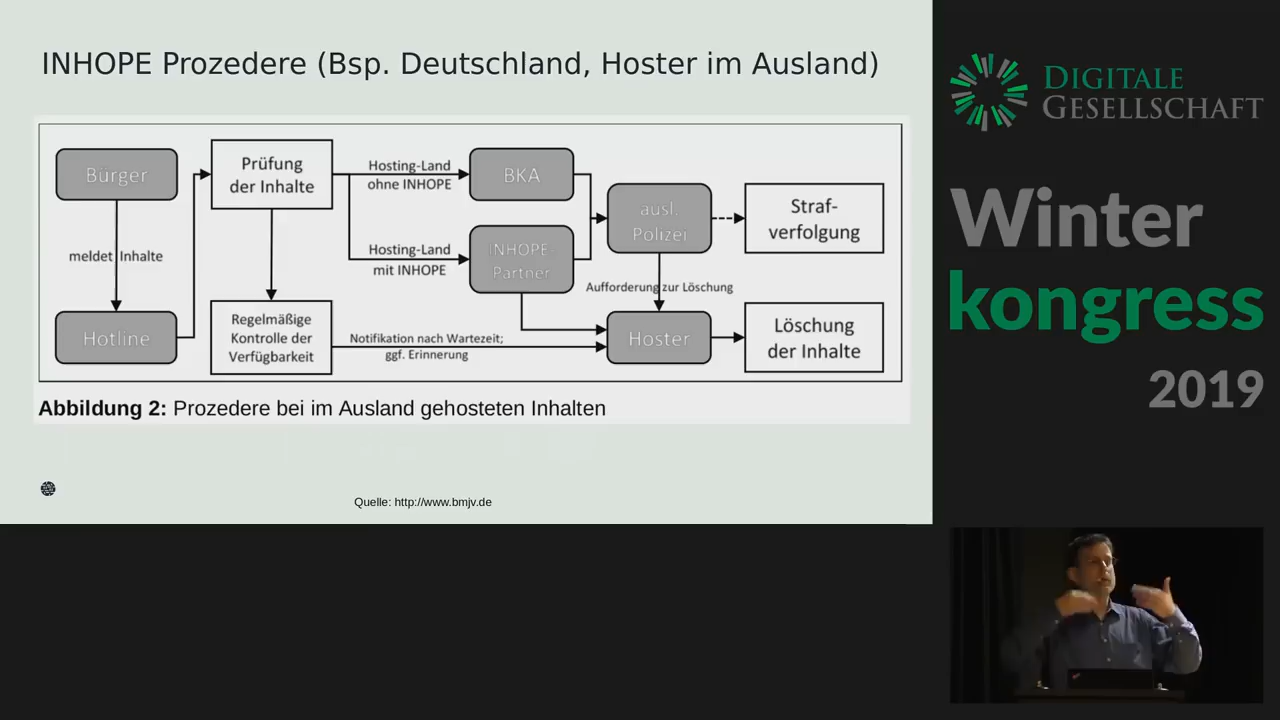 INHOPE Prozedere (Bsp. Deutschland, Hoster im Ausland)
Bürger
meldet Inhalte
Hotline
Prüfung
der Inhalte
Regelmäßige
Kontrolle der
Verfügbarkeit
Hosting-Land
ohne INHOPE
Hosting-Land
mit INHOPE
Notifikation nach Wartezeit;
ggf. Erinnerung
BKA
INHOPE-
Partner
ausl.
Polizei
Aufforderung zur Löschung
Hoster
Straf-
verfolgung
Löschung
der Inhalte
Abbildung 2: Prozedere bei im Ausland gehosteten Inhalten
Quelle: http://www.bmjv.de
DIGITALE
GESELLSCHAFT
Winter
kongress
2019